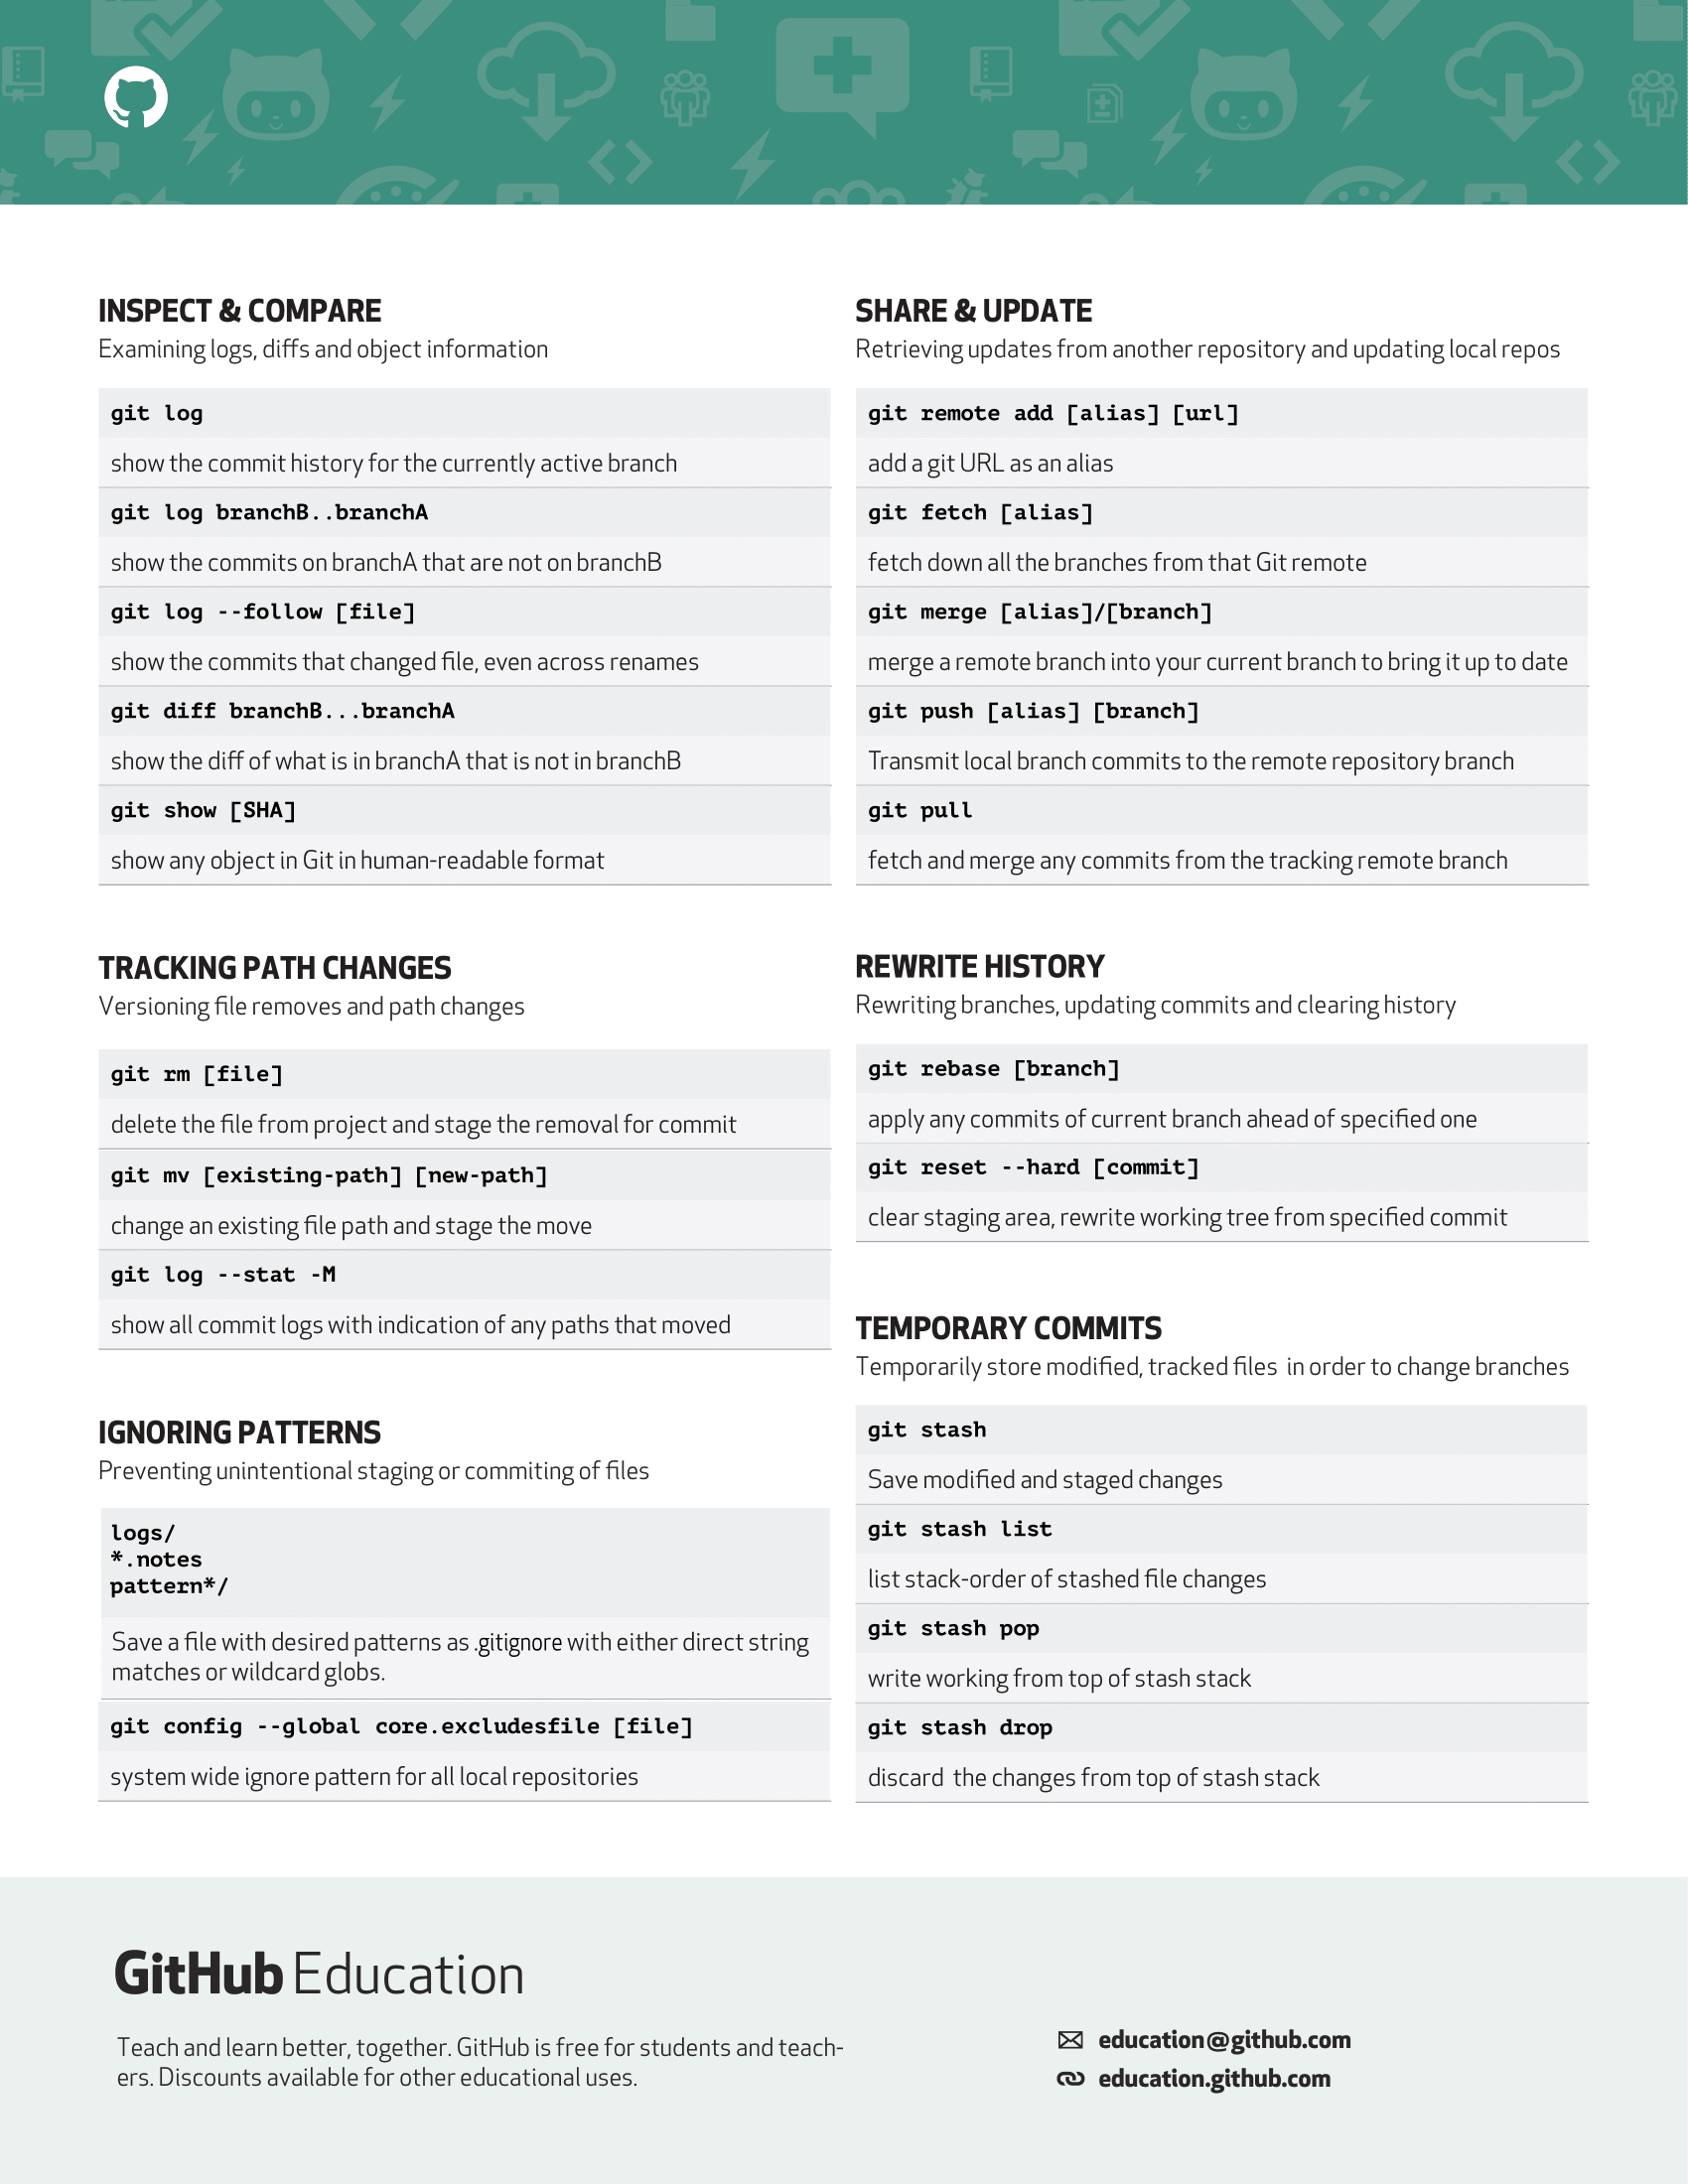 INSPECT & COMPARE
Examining logs, diffs and object information
git log
show the commit history for the currently active branch
git log branchB..branchA
show the commits on branchA that are not on branchB
git log --follow [file]
show the commits that changed file, even across renames
git diff branchB...branchA
show the diff of what is in branchA that is not in branchB
git show [SHA]
show any object in Git in human-readable format
TRACKING PATH CHANGES
Versioning file removes and path changes
git rm [file]
delete the file from project and stage the removal for commit
git mv [existing-path] [new-path]
change an existing file path and stage the move
git log --stat -M
show all commit logs with indication of any paths that moved
IGNORING PATTERNS
Preventing unintentional staging or commiting of files
logs/
*.notes
pattern*/
Save a file with desired patterns as .gitignore with either direct string
matches or wildcard globs.
git config --global core.excludesfile [file]
system wide ignore pattern for all local repositories
SHARE & UPDATE
Retrieving updates from another repository and updating local repos
git remote add [alias] [url]
add a git URL as an alias
git fetch [alias]
fetch down all the branches from that Git remote
git merge [alias]/[branch]
merge a remote branch into your current branch to bring it up to date
git push [alias] [branch]
Transmit local branch commits to the remote repository branch
git pull
fetch and merge any commits from the tracking remote branch
REWRITE HISTORY
Rewriting branches, updating commits and clearing history
git rebase [branch]
apply any commits of current branch ahead of specified one
git reset --hard [commit]
clear staging area, rewrite working tree from specified commit
TEMPORARY COMMITS
Temporarily store modified, tracked files in order to change branches
git stash
Save modified and staged changes
git stash list
list stack-order of stashed file changes
git stash pop
write working from top of stash stack
git stash drop
discard the changes from top of stash stack
GitHub Education
Teach and learn better, together. GitHub is free for students and teach-
ers. Discounts available for other educational uses.
education@github.com
education.github.com